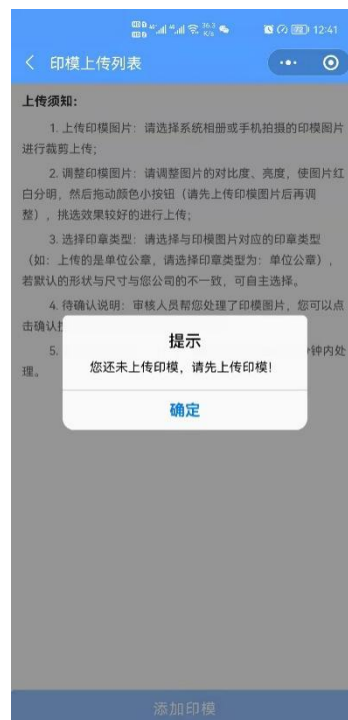 12:41
印模上传列表
上传须知：
1. 上传印模图片：请选择系统相册或手机拍摄的印模图片
进行裁剪上传；
2. 调整印模图片：请调整图片的对比度、亮度，使图片红
白分明，然后拖动颜色小按钮（请先上传印模图片后再调
整），挑选效果较好的进行上传；
3. 选择印章类型：请选择与印模图片对应的印章类型
（如：上传的是单位公章，请选择印章类型为：单位公章），
若默认的形状与尺寸与您公司的不一致，可自主选择。
4. 待确认说明：审核人员帮您处理了印模图片，您可以点
击确认
5.
钟内处
理。
提示
您还未上传印模，请先上传印模！
确定
添加印模